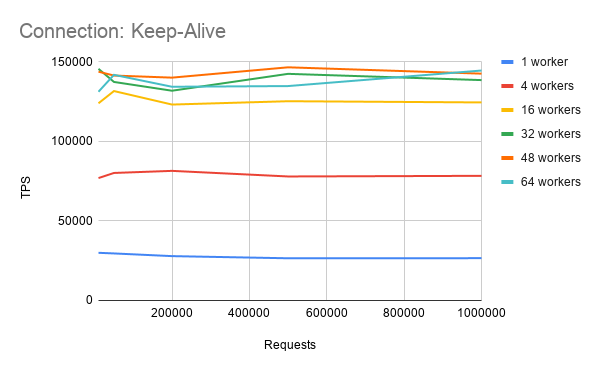 Connection: Keep-Alive
150000
100000
50000
0
TPS
200000
400000
600000
800000
1000000
Requests
1 worker
4 workers
16 workers
32 workers
48 workers
64 workers